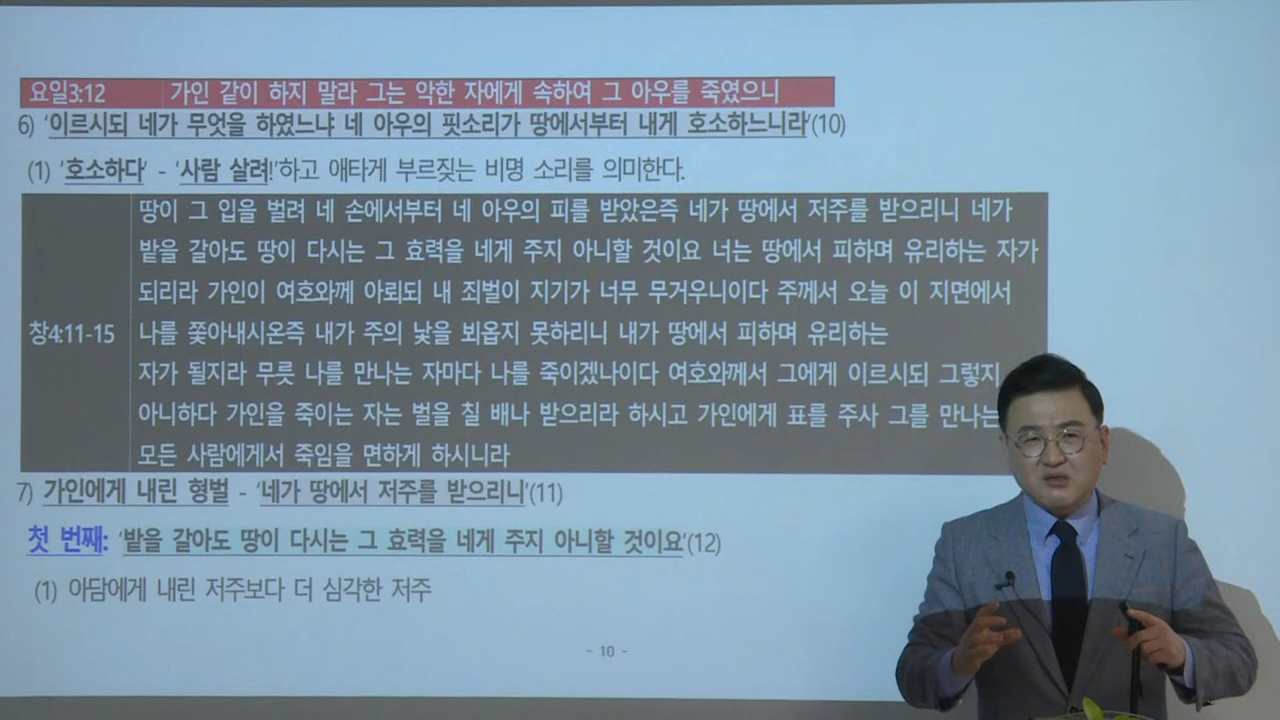 요일3:12 가인 같이 하지 말라 그는 악한 자에게 속하여 그 아우를 죽였으니
6) '이르시되 네가 무엇을 하였느냐 네 아우의 핏소리가 땅에서부터 내게 호소하느니라'(10)
(1) '호소하다' - '사람 살려!'하고 애타게 부르짖는 비명 소리를 의미한다.
땅이 그 입을 벌려 네 손에서부터 네 아우의 피를 받았은즉 네가 땅에서 저주를 받으리니 네가
밭을 갈아도 땅이 다시는 그 효력을 네게 주지 아니할 것이요 너는 땅에서 피하며 유리하는 자가
되리라 가인이 여호와께 아뢰되 내 죄벌이 지기가 너무 무거우니이다 주께서 오늘 이 지면에서
창4:11-15 나를 쫓아내시온즉 내가 주의 낯을 뵈옵지 못하리니 내가 땅에서 피하며 유리하는
자가 될지라 무릇 나를 만나는 자마다 나를 죽이겠나이다 여호와께서 그에게 이르시되 그렇지
아니하다 가인을 죽이는 자는 벌을 칠 배나 받으리라 하시고 가인에게 표를 주사 그를 만나는
모든 사람에게서 죽임을 면하게 하시니라
7) 가인에게 내린 형벌 - '네가 땅에서 저주를 받으리니'(11)
첫 번째: '밭을 갈아도 땅이 다시는 그 효력을 네게 주지 아니할 것이요'(12)
(1) 아담에게 내린 저주보다 더 심각한 저주
- 10 -